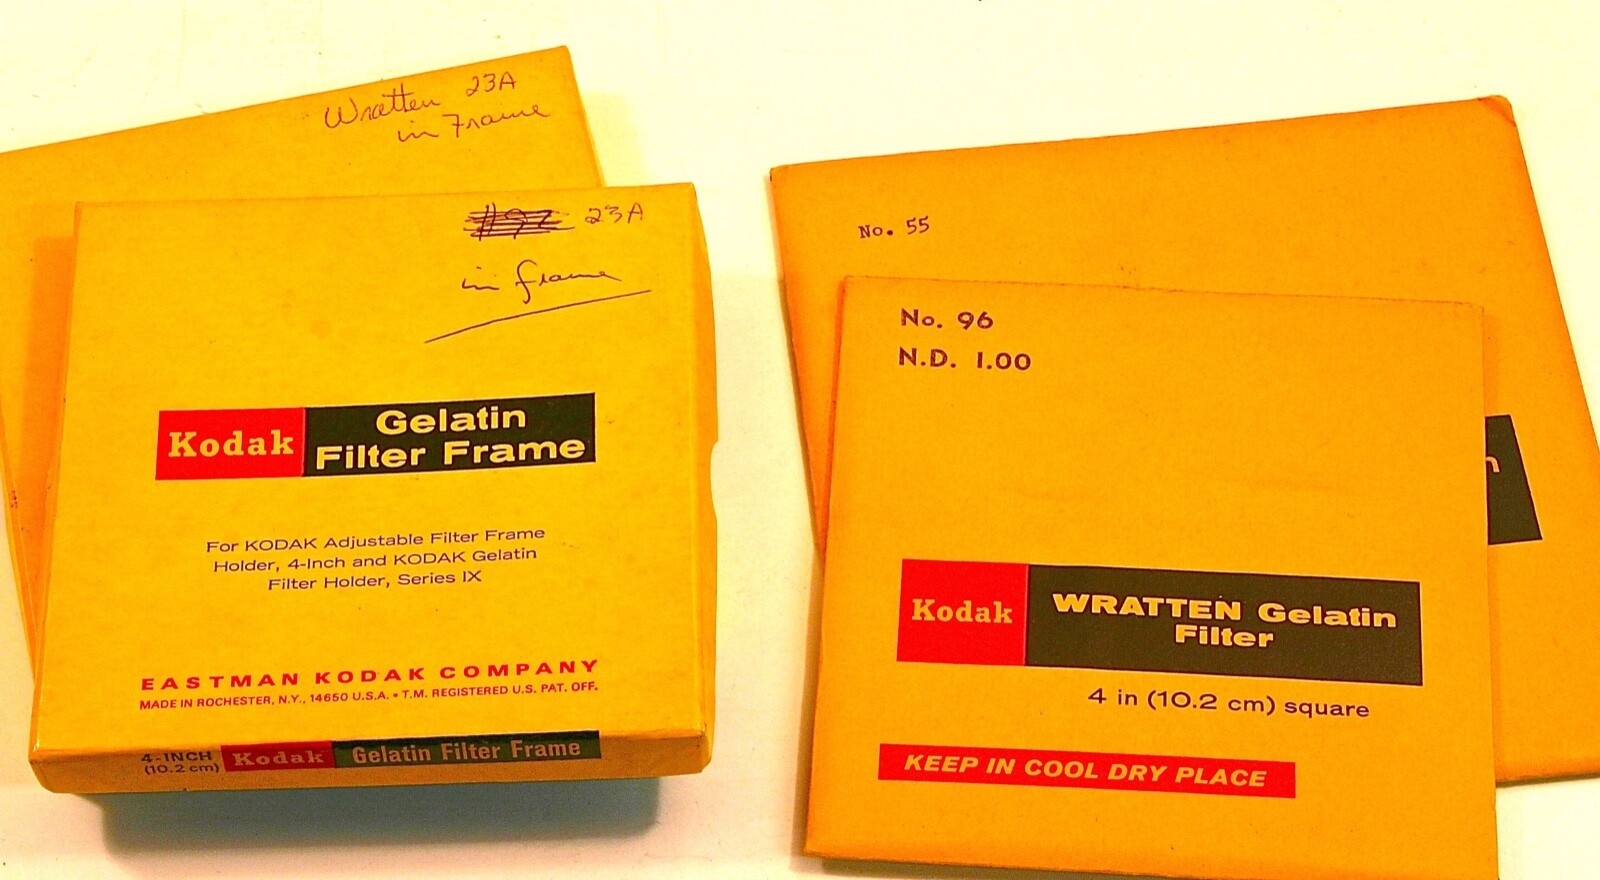 Wratten 23A
in Frame
#92 23A
in frame
Kodak
Gelatin
Filter Frame
For KODAK Adjustable Filter Frame
Holder, 4-Inch and KODAK Gelatin
Filter Holder, Series IX
EASTMAN KODAK COMPANY
MADE IN ROCHESTER, N.Y., 14650 U.S.A. • T.M. REGISTERED U.S. PAT. OFF.
4-INCH
(10.2 cm)
Kodak Gelatin Filter Frame
No. 55
No. 96
N.D. 1.00
Kodak
WRATTEN Gelatin
Filter
4 in (10.2 cm) square
KEEP IN COOL DRY PLACE